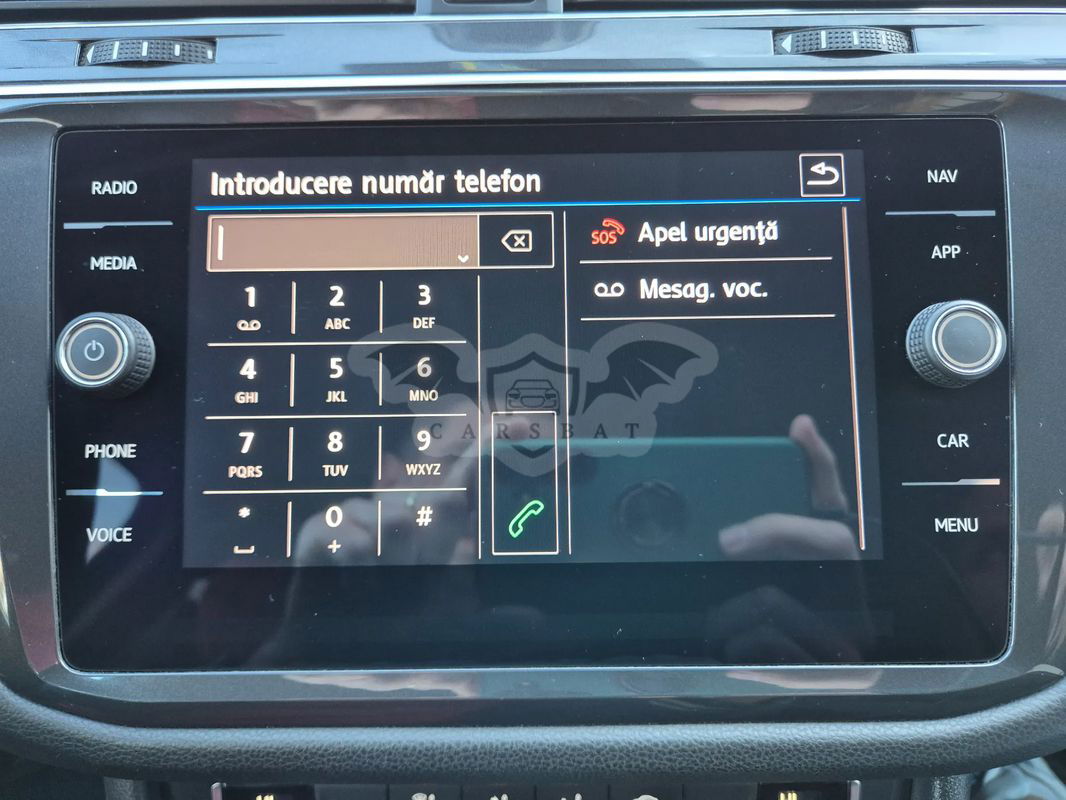 RADIO
MEDIA
PHONE
VOICE
Introducere număr telefon
SOS Apel urgență
Mesag. voc.
1 2 ABC 3 DEF
4 GHI 5 JKL 6 MNO
7 PQRS 8 TUV 9 WXYZ
* 0 + #
CARSBAT
NAV
APP
CAR
MENU